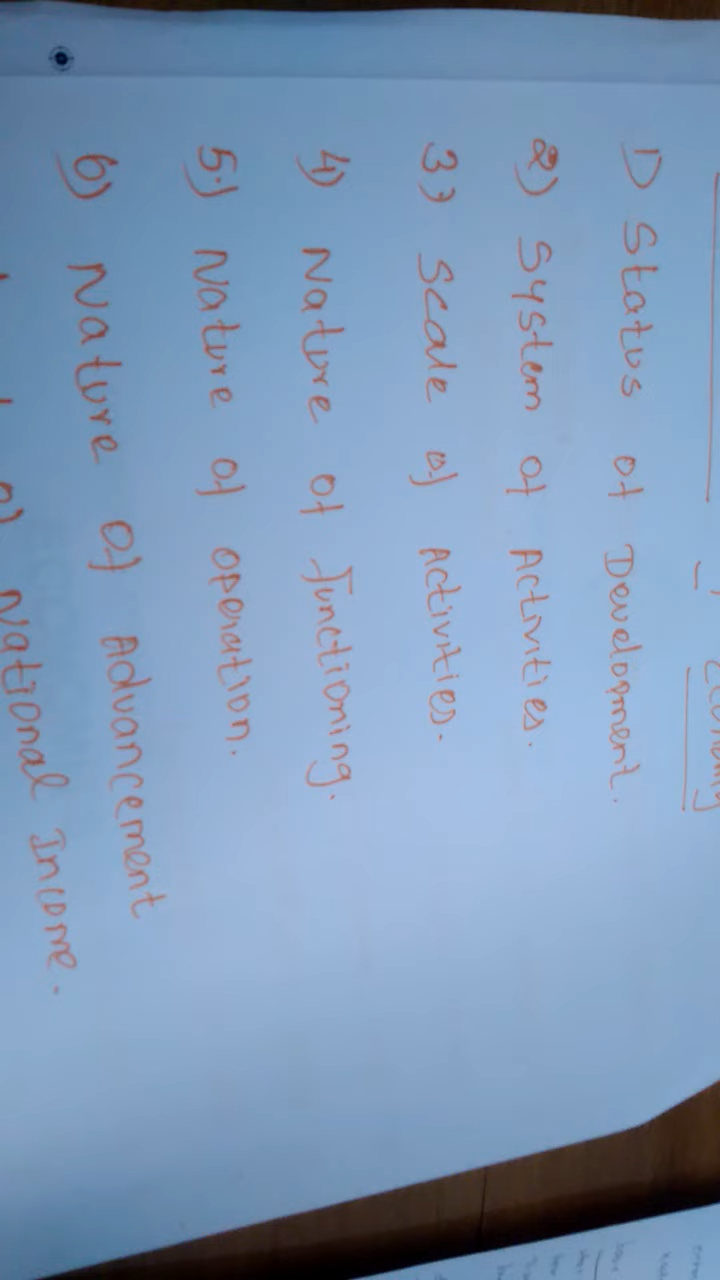 Economy
1) Status of Development.
2) System of Activities.
3) Scale of Activities.
4) Nature of functioning.
5.) Nature of operation.
6) Nature of Advancement
National Income.